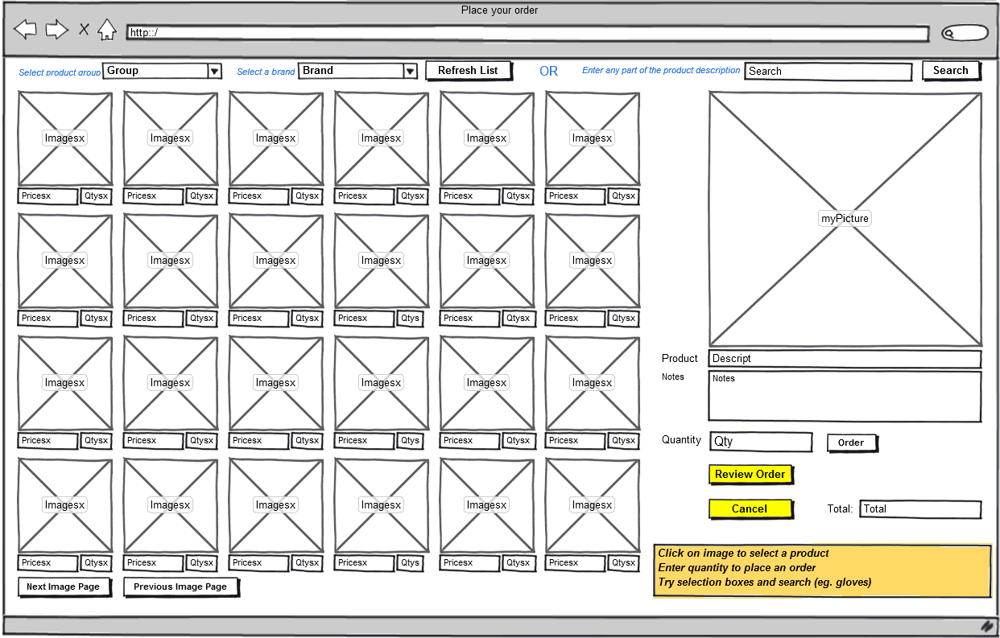 Place your order
http::/
Select product group Group Select a brand Brand Refresh List OR Enter any part of the product description Search Search
Imagesx Imagesx Imagesx Imagesx Imagesx Imagesx
Pricesx Qtysx Pricesx Qtysx Pricesx Qtysx Pricesx Qtysx Pricesx Qtysx Pricesx Qtysx
myPicture
Imagesx Imagesx Imagesx Imagesx Imagesx Imagesx
Pricesx Qtysx Pricesx Qtysx Pricesx Qtysx Pricesx Qtys Pricesx Qtysx Pricesx Qtysx
Product Descript
Notes Notes
Imagesx Imagesx Imagesx Imagesx Imagesx Imagesx
Pricesx Qtysx Pricesx Qtysx Pricesx Qtysx Pricesx Qtys Pricesx Qtysx Pricesx Qtysx
Quantity Qty Order
Review Order
Imagesx Imagesx Imagesx Imagesx Imagesx Imagesx
Cancel Total: Total
Pricesx Qtysx Pricesx Qtysx Pricesx Qtysx Pricesx Qtys Pricesx Qtysx Pricesx Qtysx
Next Image Page Previous Image Page
Click on image to select a product
Enter quantity to place an order
Try selection boxes and search (eg. gloves)